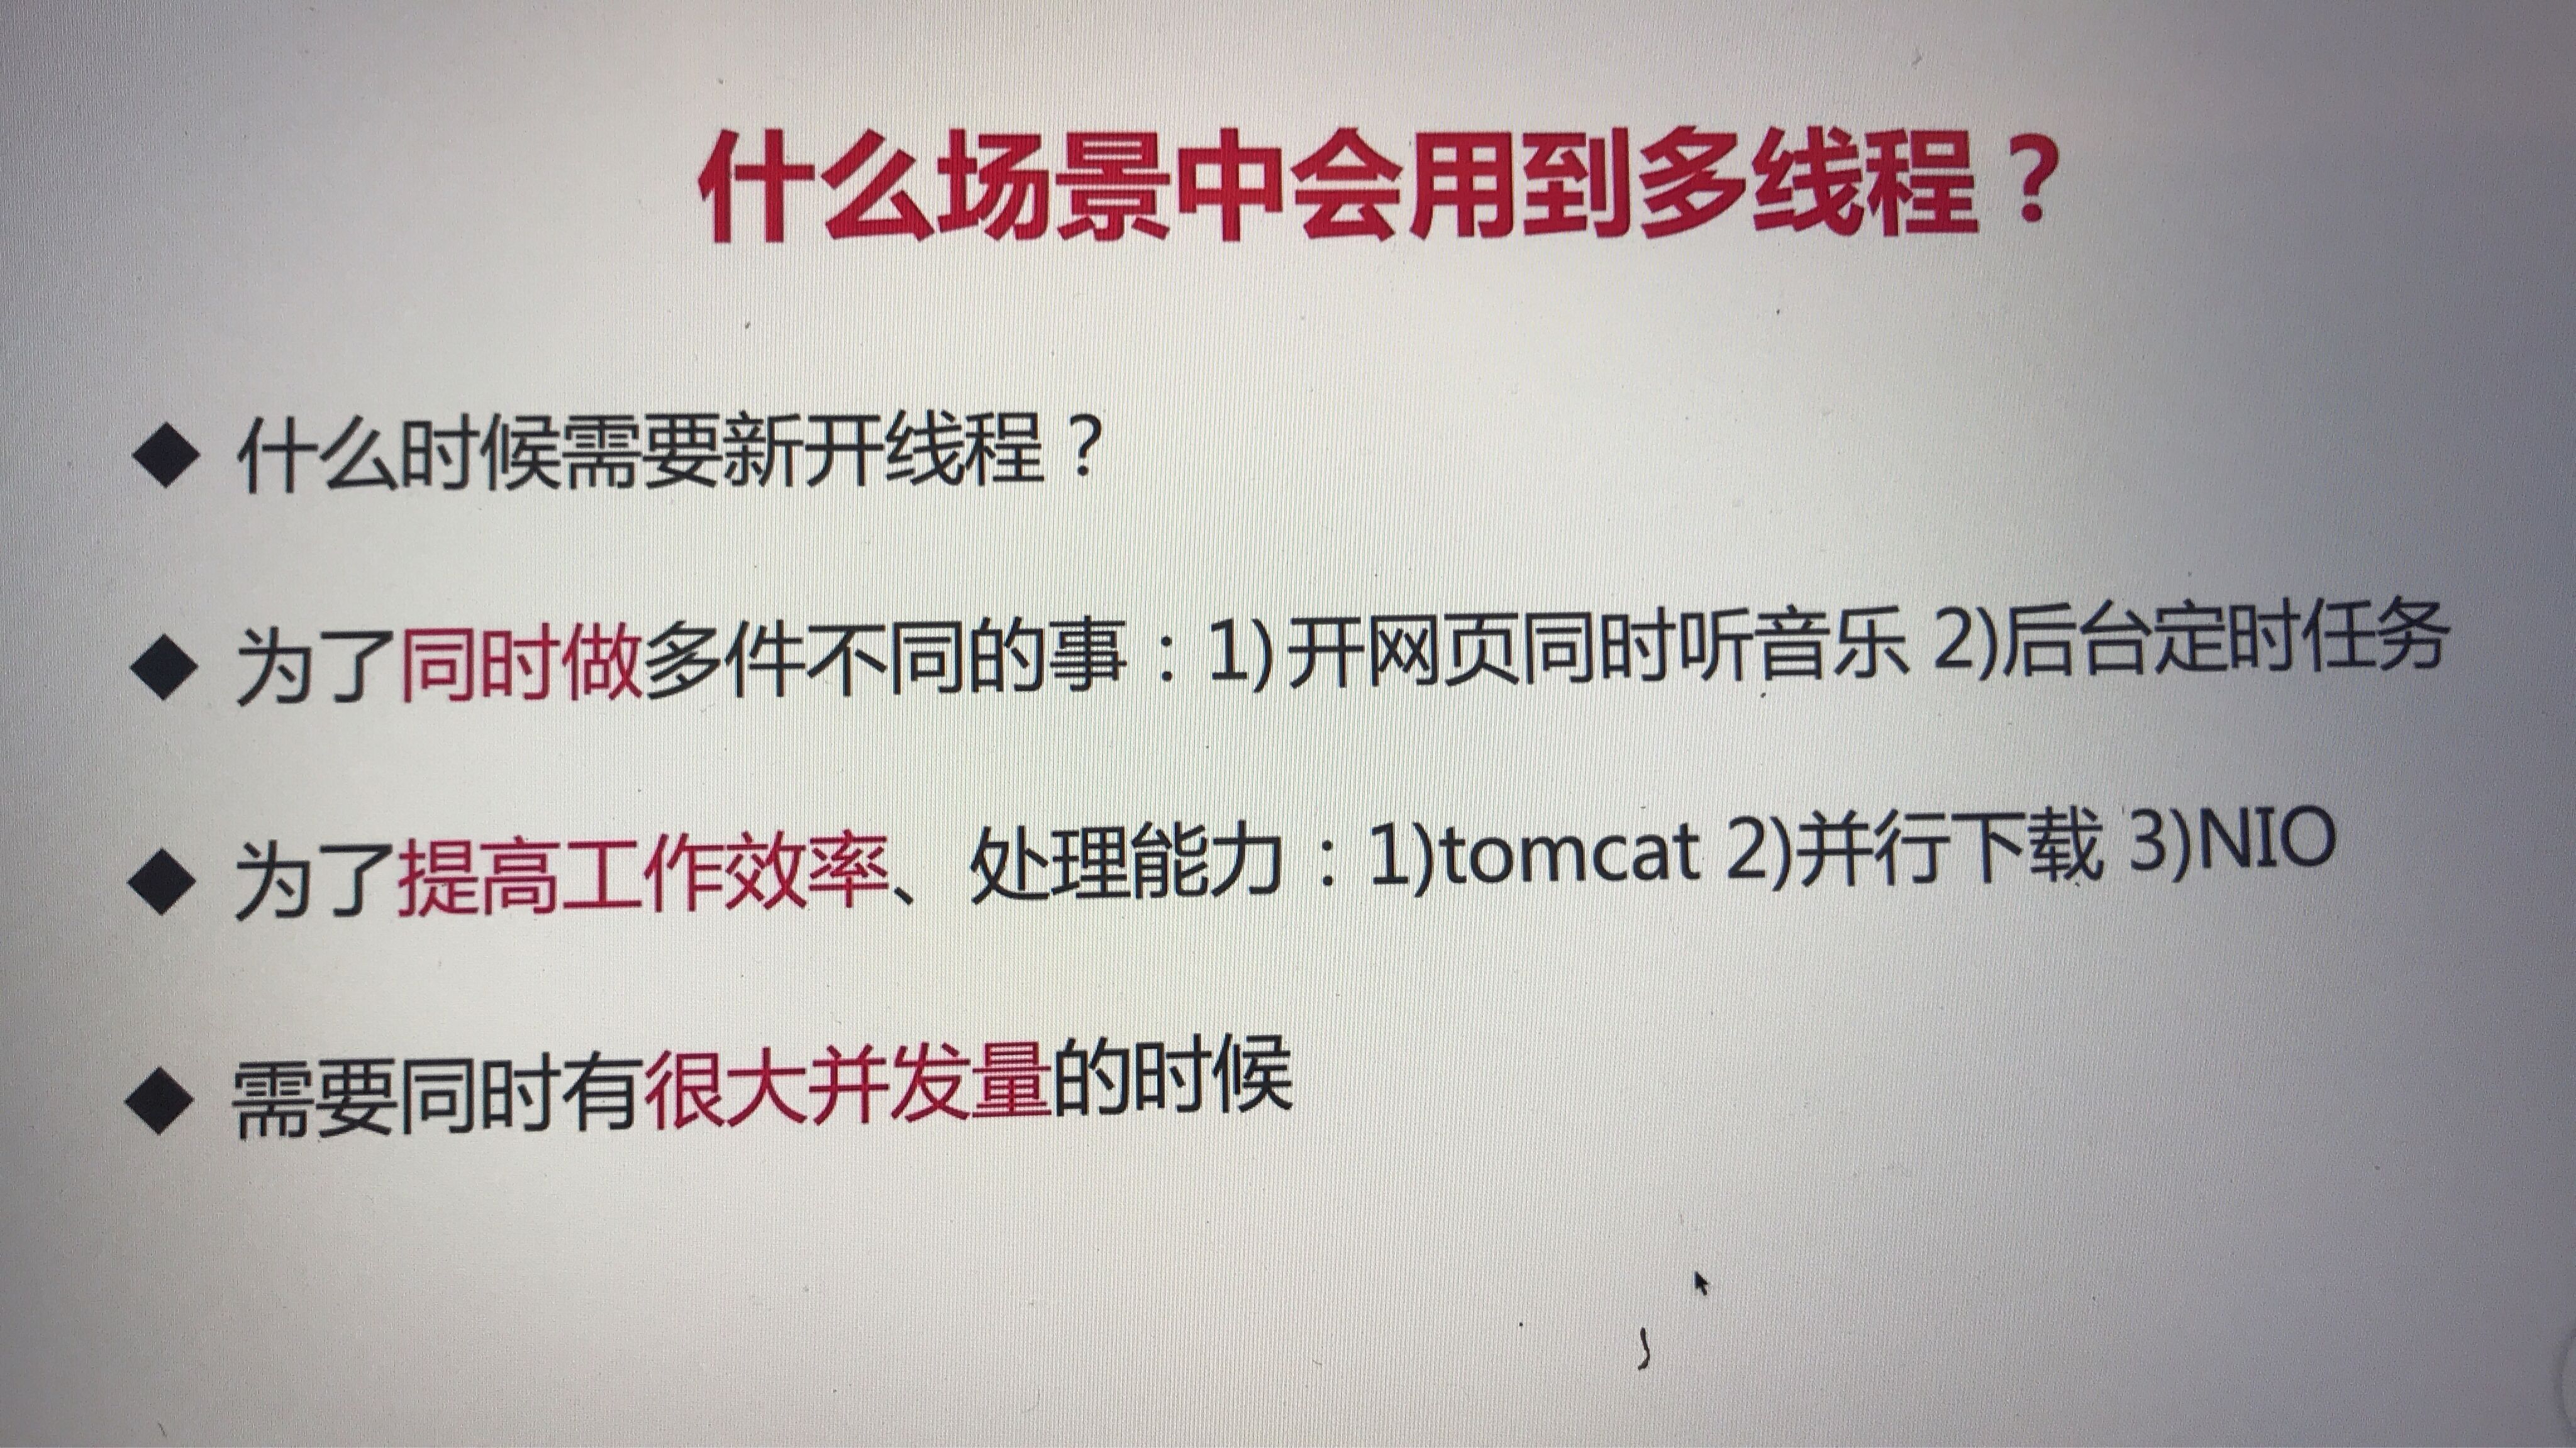 什么场景中会用到多线程？
◆ 什么时候需要新开线程？
◆ 为了同时做多件不同的事：1)开网页同时听音乐 2)后台定时任务
◆ 为了提高工作效率、处理能力：1)tomcat 2)并行下载 3)NIO
◆ 需要同时有很大并发量的时候